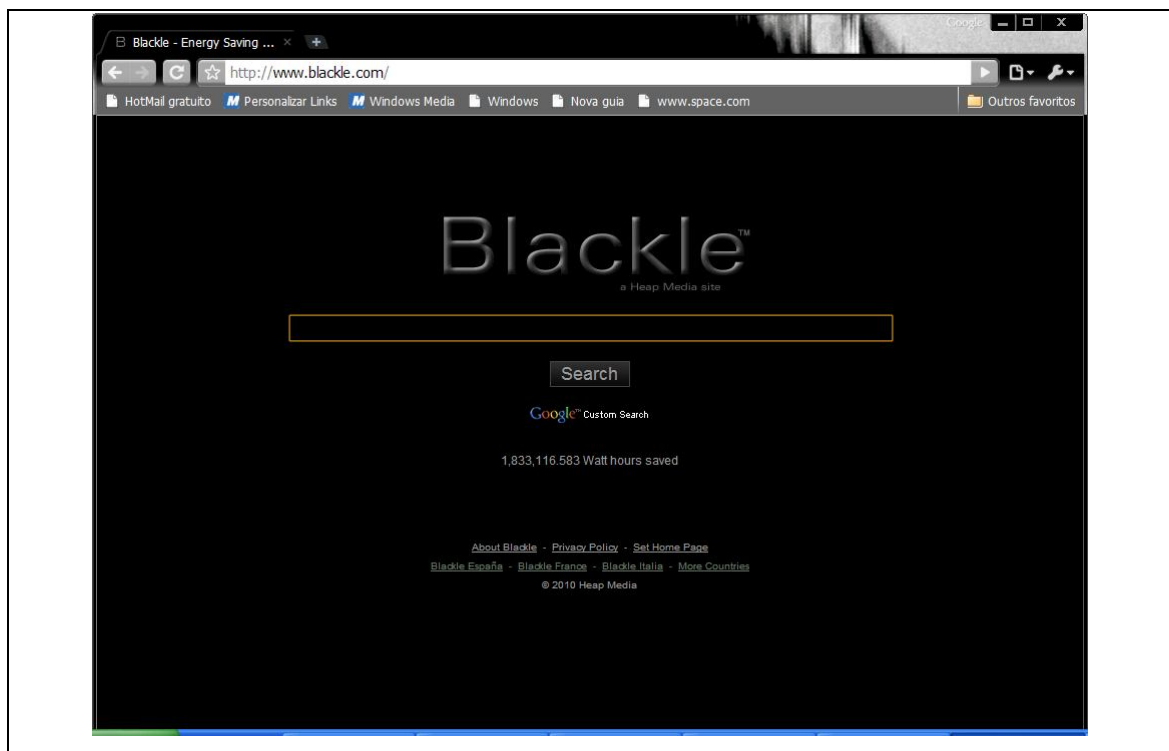 Google
Blackle - Energy Saving ...
http://www.blackle.com/
HotMail gratuito Personalizar Links Windows Media Windows Nova guia www.space.com Outros favoritos
Blackle™
a Heap Media site
Search
Google™ Custom Search
1,833,116.583 Watt hours saved
About Blackle - Privacy Policy - Set Home Page
Blackle España - Blackle France - Blackle Italia - More Countries
© 2010 Heap Media